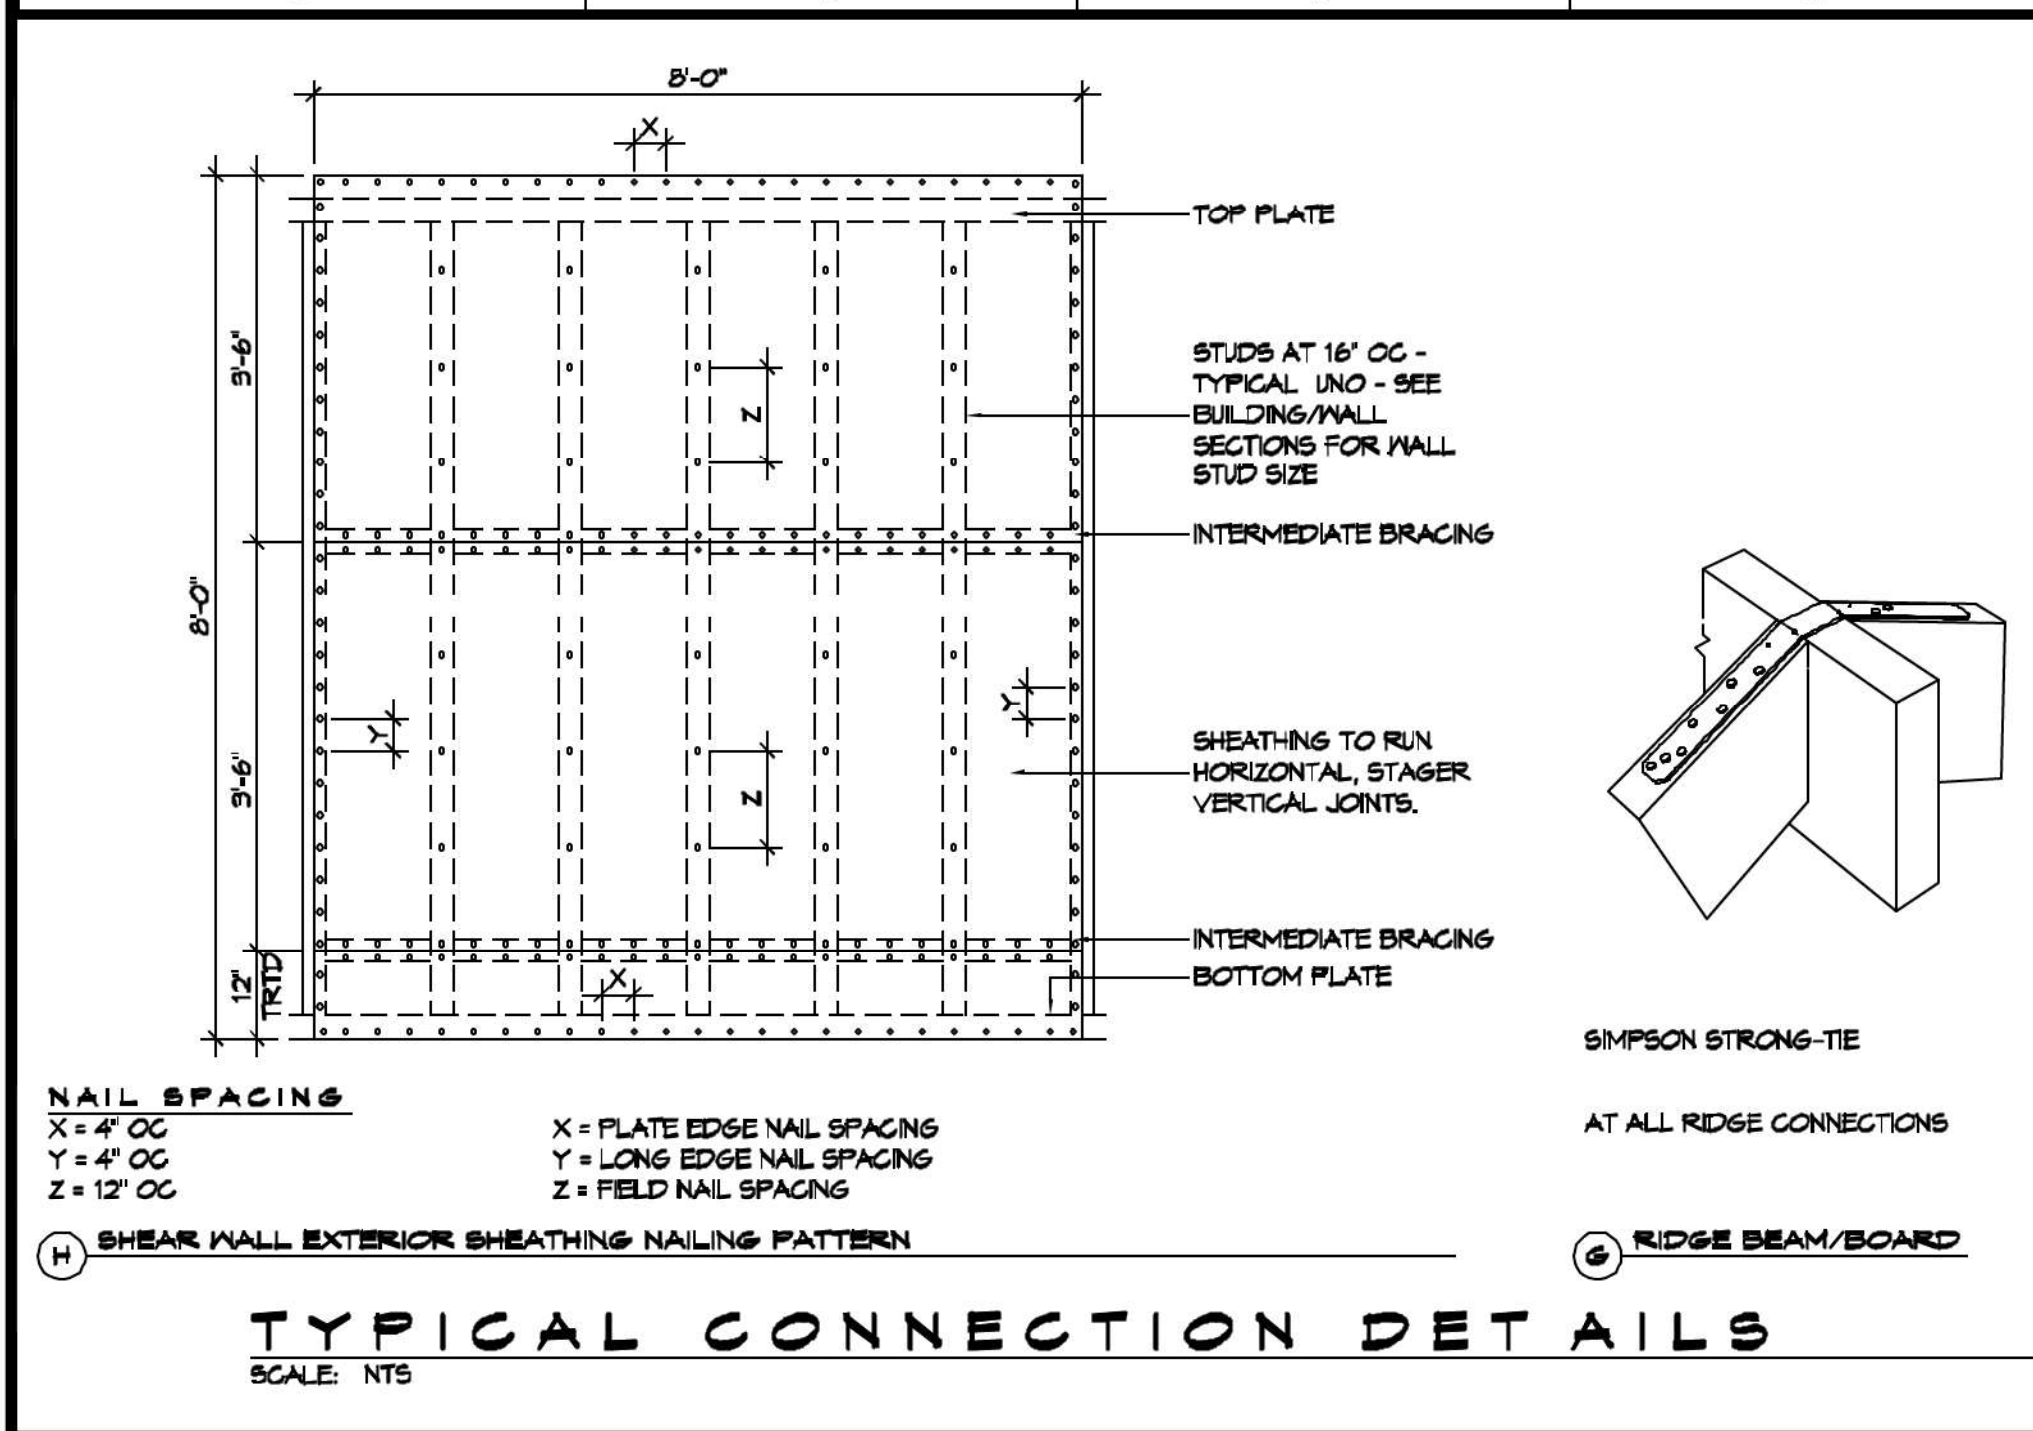 8'-0"
X
TOP PLATE
3'-6"
Z
STUDS AT 16" OC -
TYPICAL UNO - SEE
BUILDING/WALL
SECTIONS FOR WALL
STUD SIZE
INTERMEDIATE BRACING
8'-0"
Y
Y
3'-6"
Z
SHEATHING TO RUN
HORIZONTAL, STAGER
VERTICAL JOINTS.
INTERMEDIATE BRACING
12"
TRTD
X
BOTTOM PLATE
NAIL SPACING
X = 4" OC
Y = 4" OC
Z = 12" OC
X = PLATE EDGE NAIL SPACING
Y = LONG EDGE NAIL SPACING
Z = FIELD NAIL SPACING
H SHEAR WALL EXTERIOR SHEATHING NAILING PATTERN
SIMPSON STRONG-TIE
AT ALL RIDGE CONNECTIONS
G RIDGE BEAM/BOARD
TYPICAL CONNECTION DETAILS
SCALE: NTS